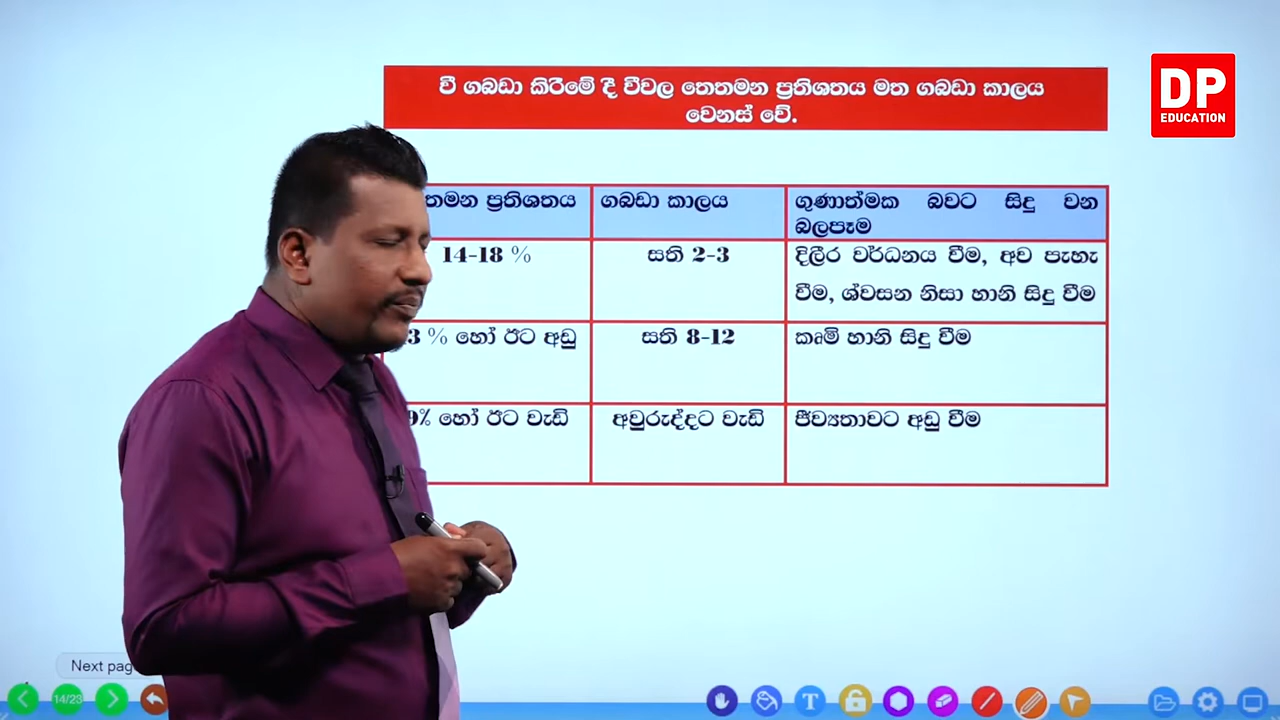 වී ගබඩා කිරීමේ දී වීවල තෙතමන ප්‍රතිශතය මත ගබඩා කාලය
වෙනස් වේ.
DP
EDUCATION
තමන ප්‍රතිශතය ගබඩා කාලය ගුණාත්මක බවට සිදු වන
බලපෑම
14-18 % සති 2-3 දිලීර වර්ධනය වීම, අව පැහැ
වීම, ශ්වසන නිසා හානි සිදු වීම
3 % හෝ ඊට අඩු සති 8-12 කෘමි හානි සිදු වීම
9% හෝ ඊට වැඩි අවුරුද්දට වැඩි ජීව්‍යතාවට අඩු වීම
Next pag
14/23